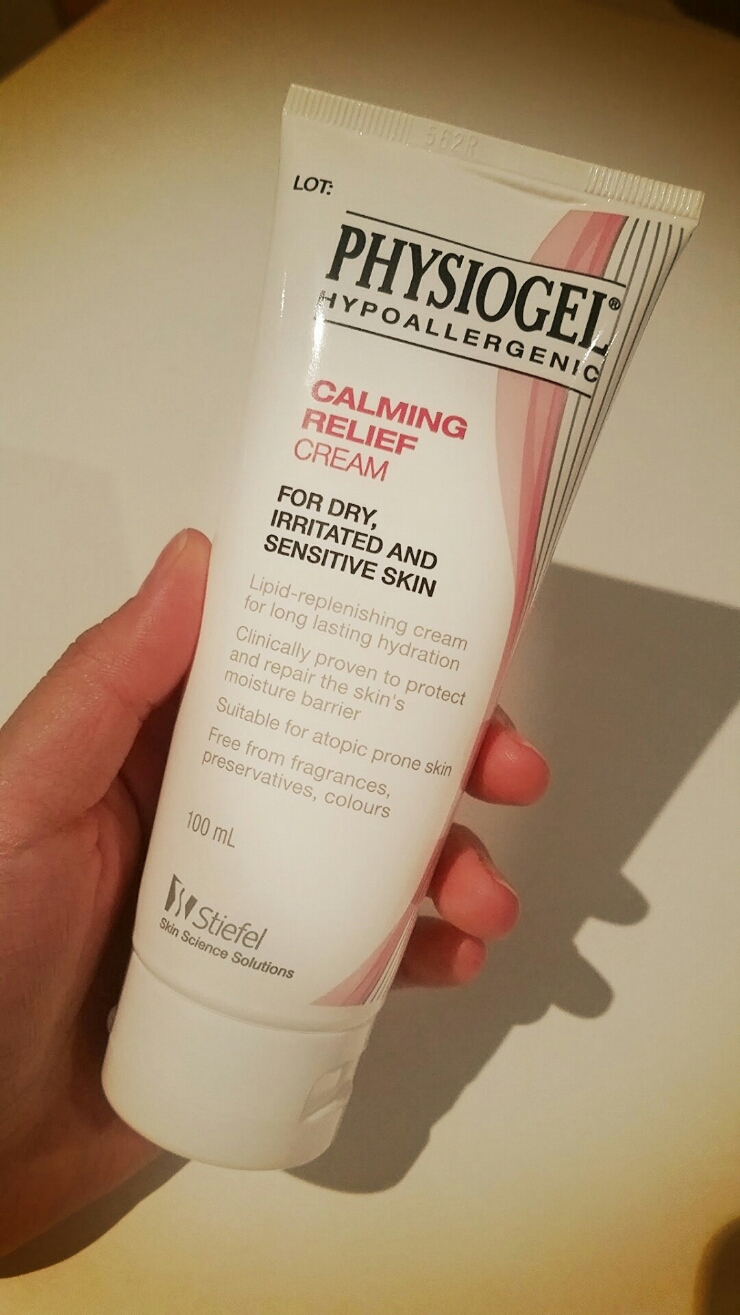 562R
LOT:
PHYSIOGEL®
HYPOALLERGENIC
CALMING
RELIEF
CREAM
FOR DRY,
IRRITATED AND
SENSITIVE SKIN
Lipid-replenishing cream
for long lasting hydration
Clinically proven to protect
and repair the skin's
moisture barrier
Suitable for atopic prone skin
Free from fragrances,
preservatives, colours
100 mL
Stiefel
Skin Science Solutions